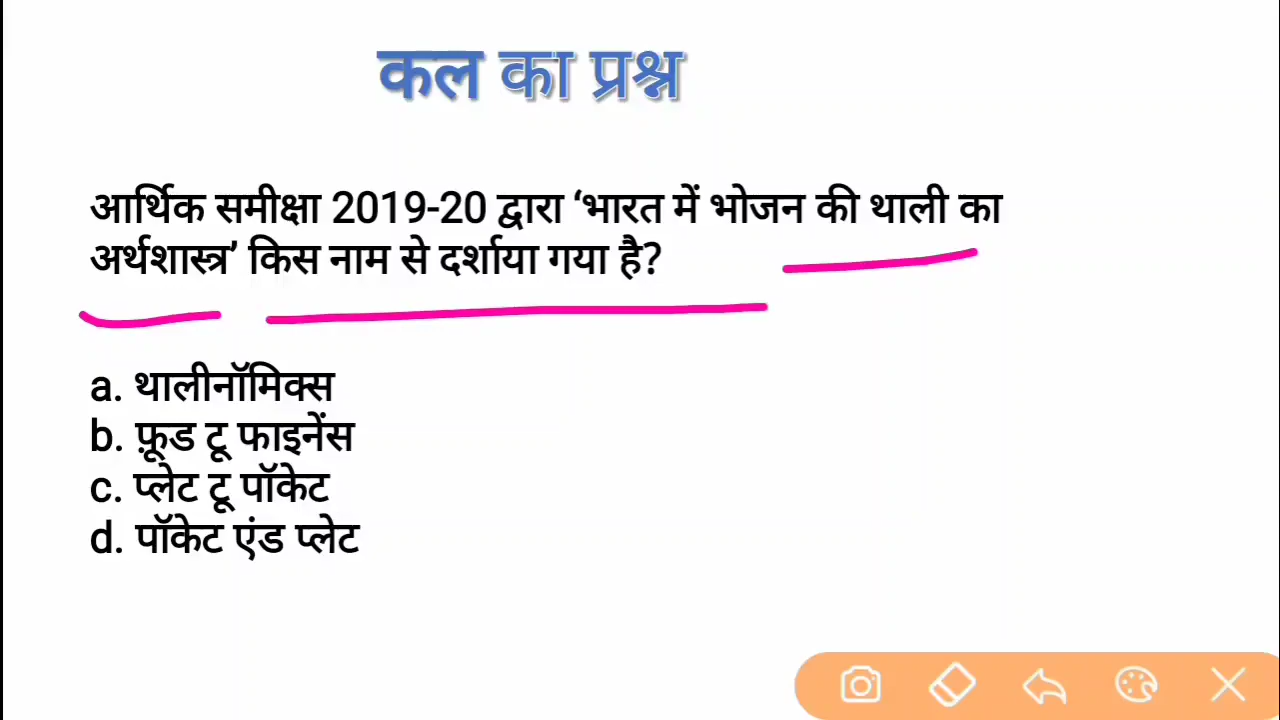 कल का प्रश्न
आर्थिक समीक्षा 2019-20 द्वारा ‘भारत में भोजन की थाली का
अर्थशास्त्र’ किस नाम से दर्शाया गया है?
a. थालीनॉमिक्स
b. फ़ूड टू फाइनेंस
c. प्लेट टू पॉकेट
d. पॉकेट एंड प्लेट